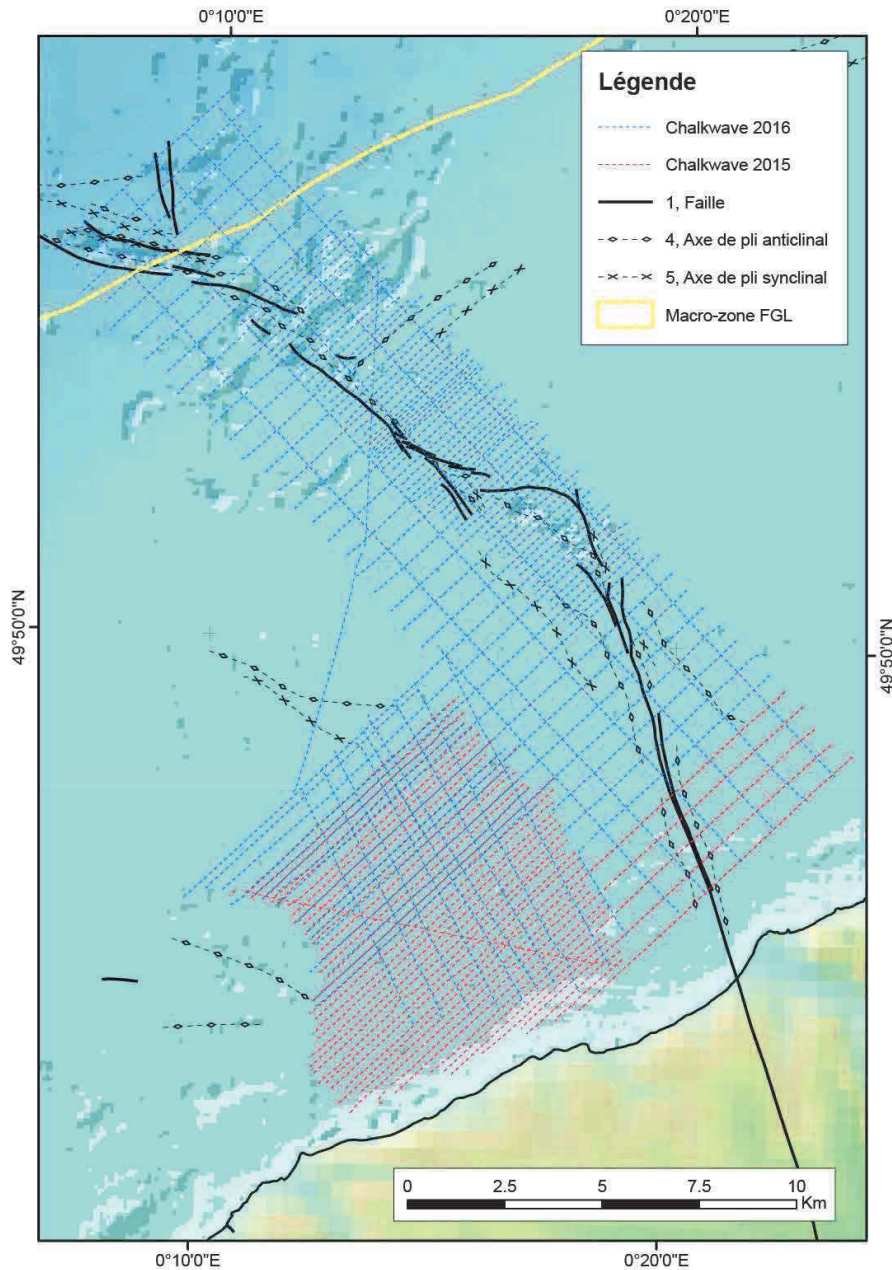 0°10'0"E
0°20'0"E
Légende
Chalkwave 2016
Chalkwave 2015
1, Faille
4, Axe de pli anticlinal
5, Axe de pli synclinal
Macro-zone FGL
49°50'0"N
49°50'0"N
0
2.5
5
7.5
10
Km
0°10'0"E
0°20'0"E